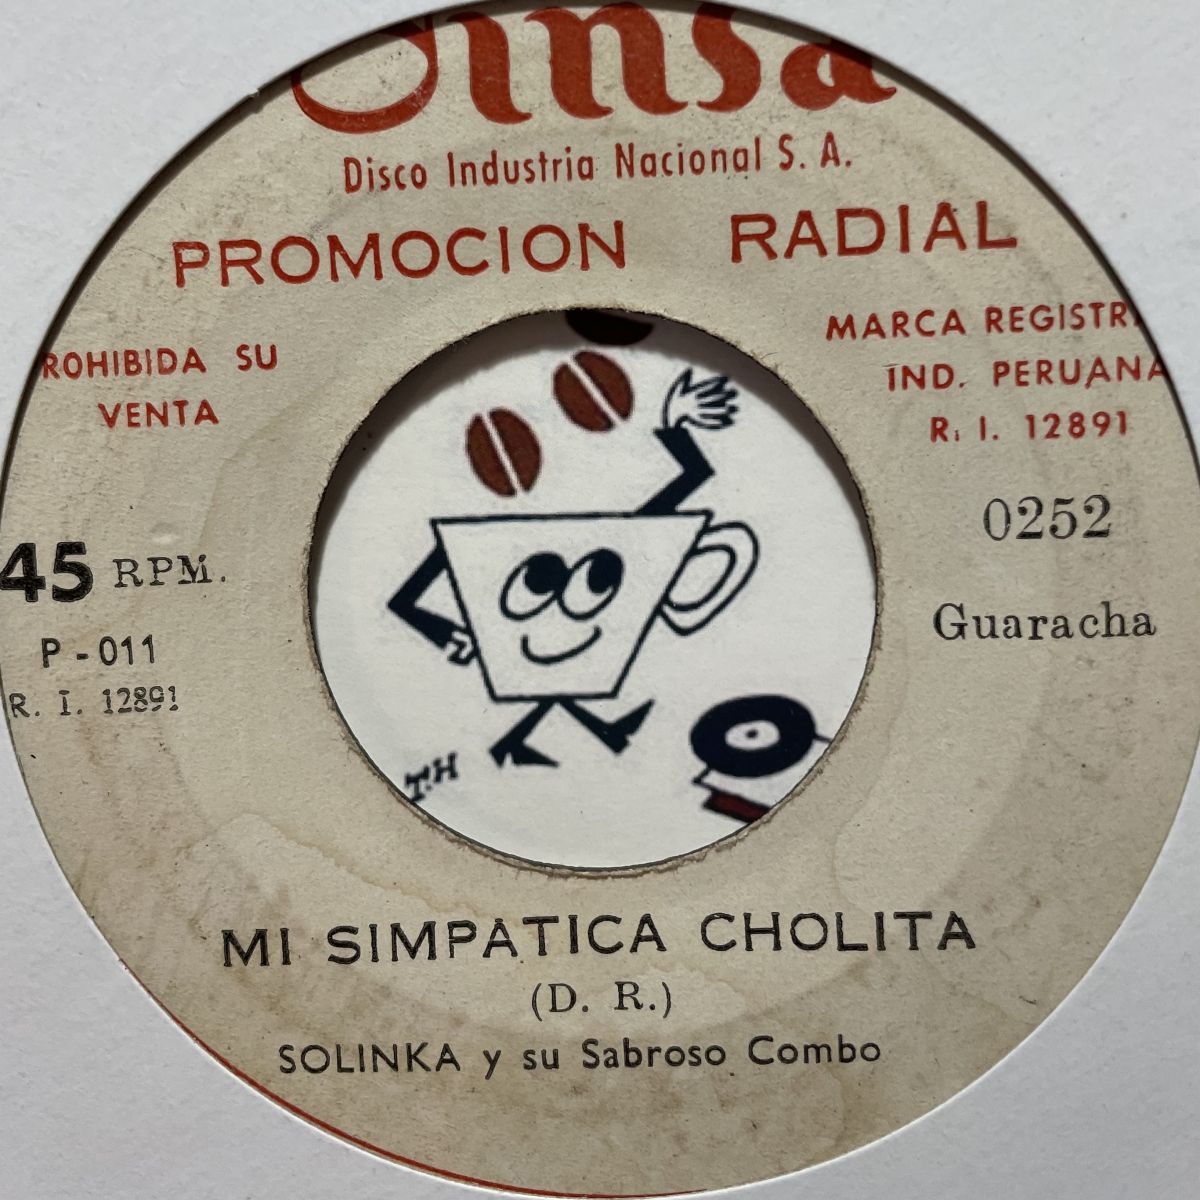 Dinsa
Disco Industria Nacional S. A.
PROMOCION RADIAL
ROHIBIDA SU
VENTA
MARCA REGISTR
IND. PERUANA
R. I. 12891
45 RPM.
P - 011
R. I. 12891
0252
Guaracha
T.H
MI SIMPATICA CHOLITA
(D. R.)
SOLINKA y su Sabroso Combo